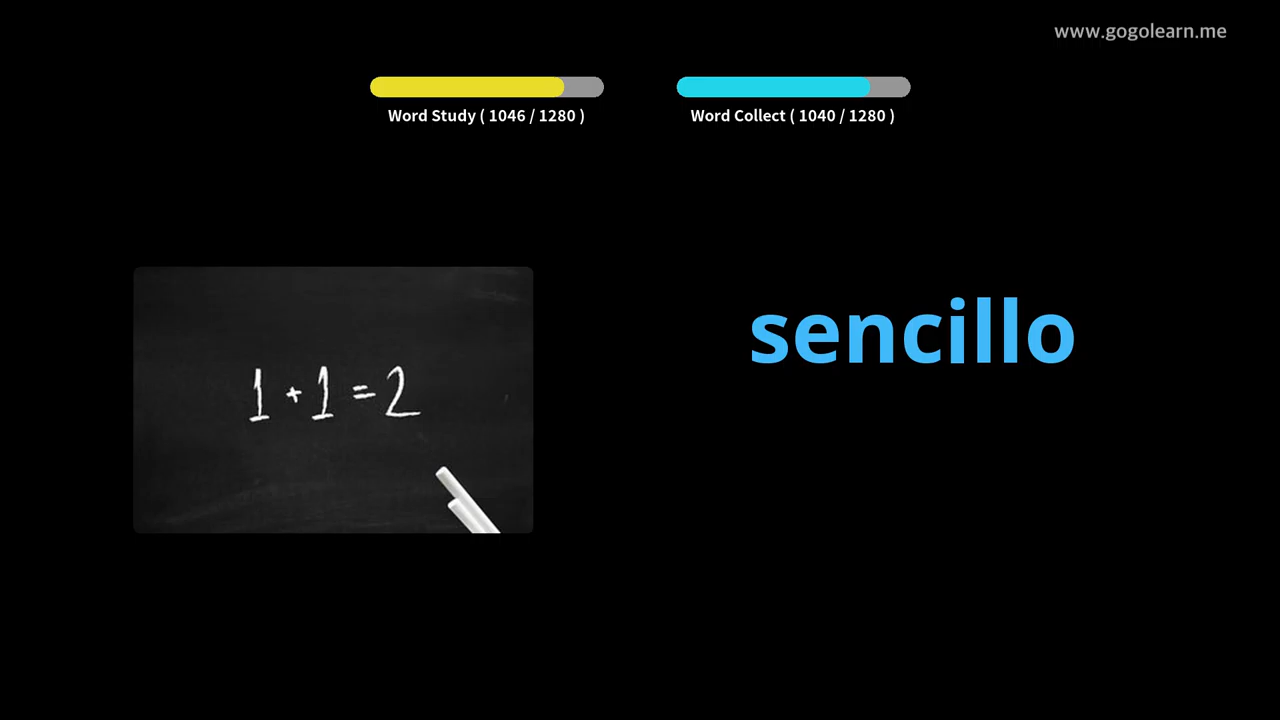 www.gogolearn.me
Word Study ( 1046 / 1280 )
Word Collect ( 1040 / 1280 )
1 + 1 = 2
sencillo